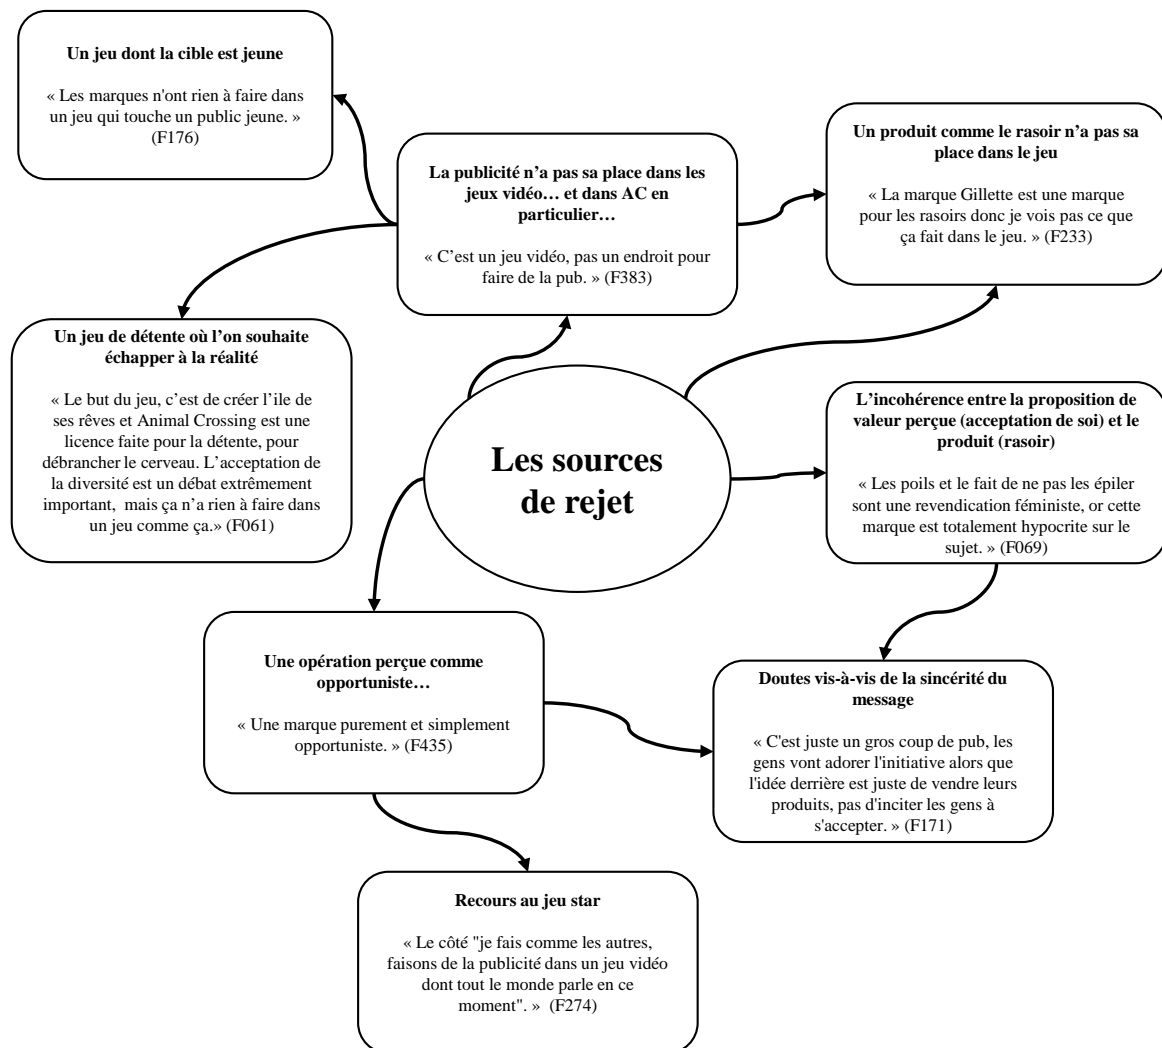 Un jeu dont la cible est jeune
« Les marques n'ont rien à faire dans
un jeu qui touche un public jeune. »
(F176)
La publicité n’a pas sa place dans les
jeux vidéo… et dans AC en
particulier…
« C’est un jeu vidéo, pas un endroit pour
faire de la pub. » (F383)
Un produit comme le rasoir n’a pas sa
place dans le jeu
« La marque Gillette est une marque
pour les rasoirs donc je vois pas ce que
ça fait dans le jeu. » (F233)
Un jeu de détente où l’on souhaite
échapper à la réalité
« Le but du jeu, c’est de créer l’ile de
ses rêves et Animal Crossing est une
licence faite pour la détente, pour
débrancher le cerveau. L’acceptation de
la diversité est un débat extrêmement
important, mais ça n’a rien à faire dans
un jeu comme ça.» (F061)
Les sources
de rejet
L’incohérence entre la proposition de
valeur perçue (acceptation de soi) et le
produit (rasoir)
« Les poils et le fait de ne pas les épiler
sont une revendication féministe, or cette
marque est totalement hypocrite sur le
sujet. » (F069)
Une opération perçue comme
opportuniste…
« Une marque purement et simplement
opportuniste. » (F435)
Doutes vis-à-vis de la sincérité du
message
« C'est juste un gros coup de pub, les
gens vont adorer l'initiative alors que
l'idée derrière est juste de vendre leurs
produits, pas d'inciter les gens à
s'accepter. » (F171)
Recours au jeu star
« Le côté "je fais comme les autres,
faisons de la publicité dans un jeu vidéo
dont tout le monde parle en ce
moment". » (F274)